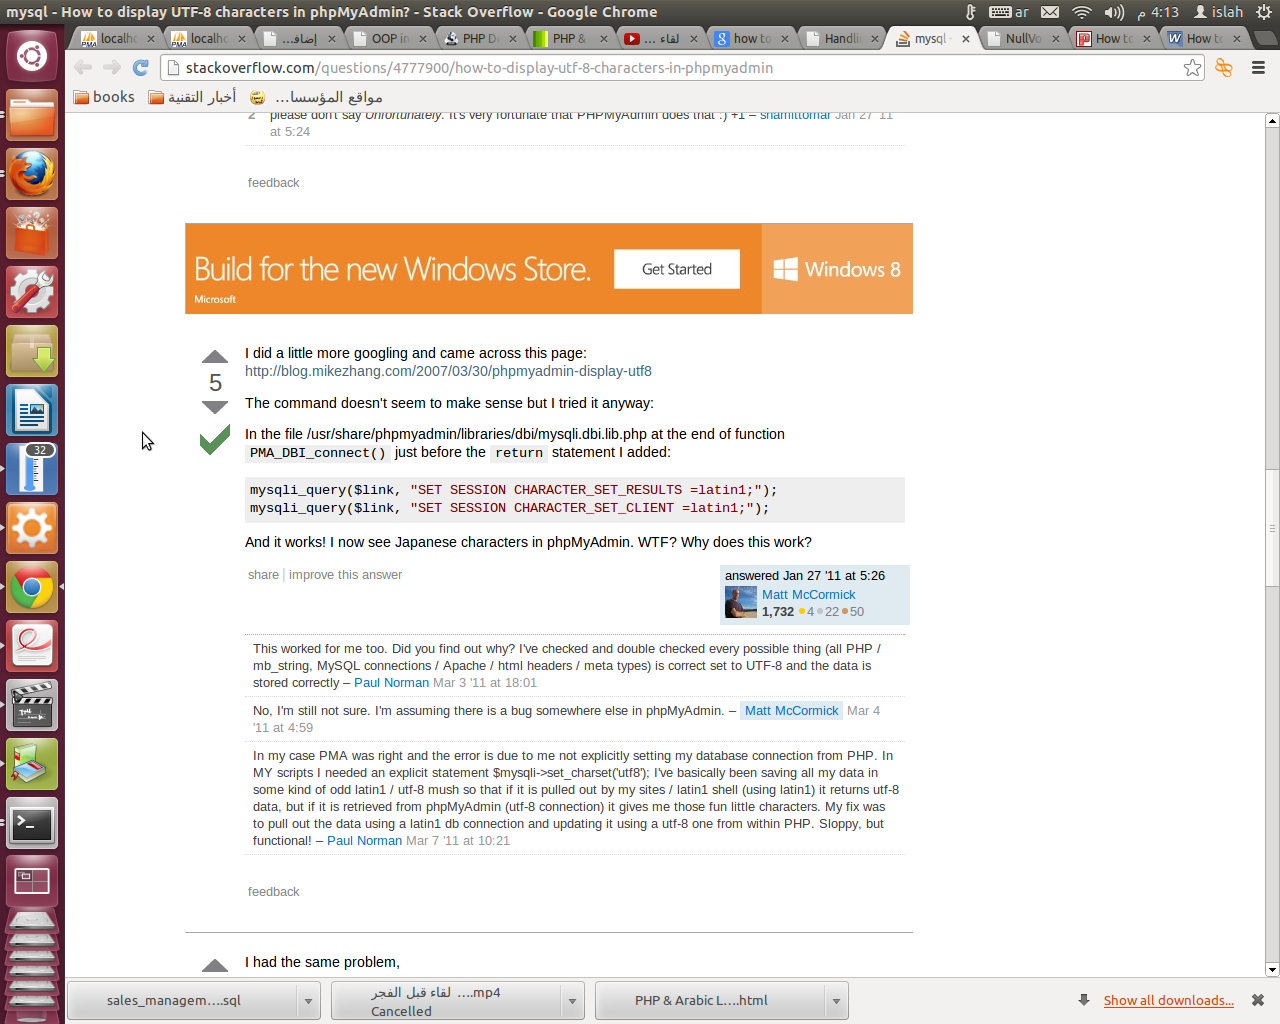 mysql - How to display UTF-8 characters in phpMyAdmin? - Stack Overflow - Google Chrome
ar
4:13 م
islah
localho
localho
إضاف...
OOP in
PHP D
PHP &
لقاء ...
how to
Handli
mysql -
NullVo
How to
How to
stackoverflow.com/questions/4777900/how-to-display-utf-8-characters-in-phpmyadmin
books
أخبار التقنية
مواقع المؤسسا...
2 please don't say Unfortunately. It's very fortunate that PHPMyAdmin does that :) +1 – shamittomar Jan 27 '11
at 5:24
feedback
Build for the new Windows Store.
Get Started
Windows 8
Microsoft
I did a little more googling and came across this page:
http://blog.mikezhang.com/2007/03/30/phpmyadmin-display-utf8
5
The command doesn't seem to make sense but I tried it anyway:
In the file /usr/share/phpmyadmin/libraries/dbi/mysqli.dbi.lib.php at the end of function
PMA_DBI_connect() just before the return statement I added:
32
mysqli_query($link, "SET SESSION CHARACTER_SET_RESULTS =latin1;");
mysqli_query($link, "SET SESSION CHARACTER_SET_CLIENT =latin1;");
And it works! I now see Japanese characters in phpMyAdmin. WTF? Why does this work?
share improve this answer
answered Jan 27 '11 at 5:26
Matt McCormick
1,732 4 22 50
This worked for me too. Did you find out why? I've checked and double checked every possible thing (all PHP /
mb_string, MySQL connections / Apache / html headers / meta types) is correct set to UTF-8 and the data is
stored correctly – Paul Norman Mar 3 '11 at 18:01
No, I'm still not sure. I'm assuming there is a bug somewhere else in phpMyAdmin. – Matt McCormick Mar 4
'11 at 4:59
In my case PMA was right and the error is due to me not explicitly setting my database connection from PHP. In
MY scripts I needed an explicit statement $mysqli->set_charset('utf8'); I've basically been saving all my data in
some kind of odd latin1 / utf-8 mush so that if it is pulled out by my sites / latin1 shell (using latin1) it returns utf-8
data, but if it is retrieved from phpMyAdmin (utf-8 connection) it gives me those fun little characters. My fix was
to pull out the data using a latin1 db connection and updating it using a utf-8 one from within PHP. Sloppy, but
functional! – Paul Norman Mar 7 '11 at 10:21
feedback
I had the same problem,
sales_managem....sql
لقاء قبل الفجر ....mp4
Cancelled
PHP & Arabic L....html
Show all downloads...